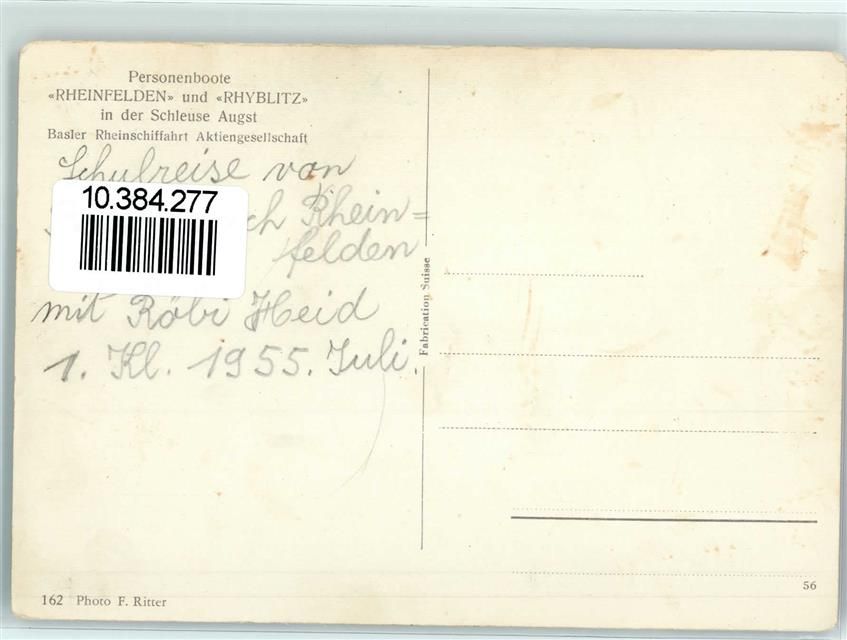 Personenboote
«RHEINFELDEN» und «RHYBLITZ»
in der Schleuse Augst
Basler Rheinschiffahrt Aktiengesellschaft
Schulreise von
ch Rhein=
felden
mit Röbi Heid
1. Kl. 1955. Juli.
10.384.277
Fabrication Suisse
162 Photo F. Ritter
56